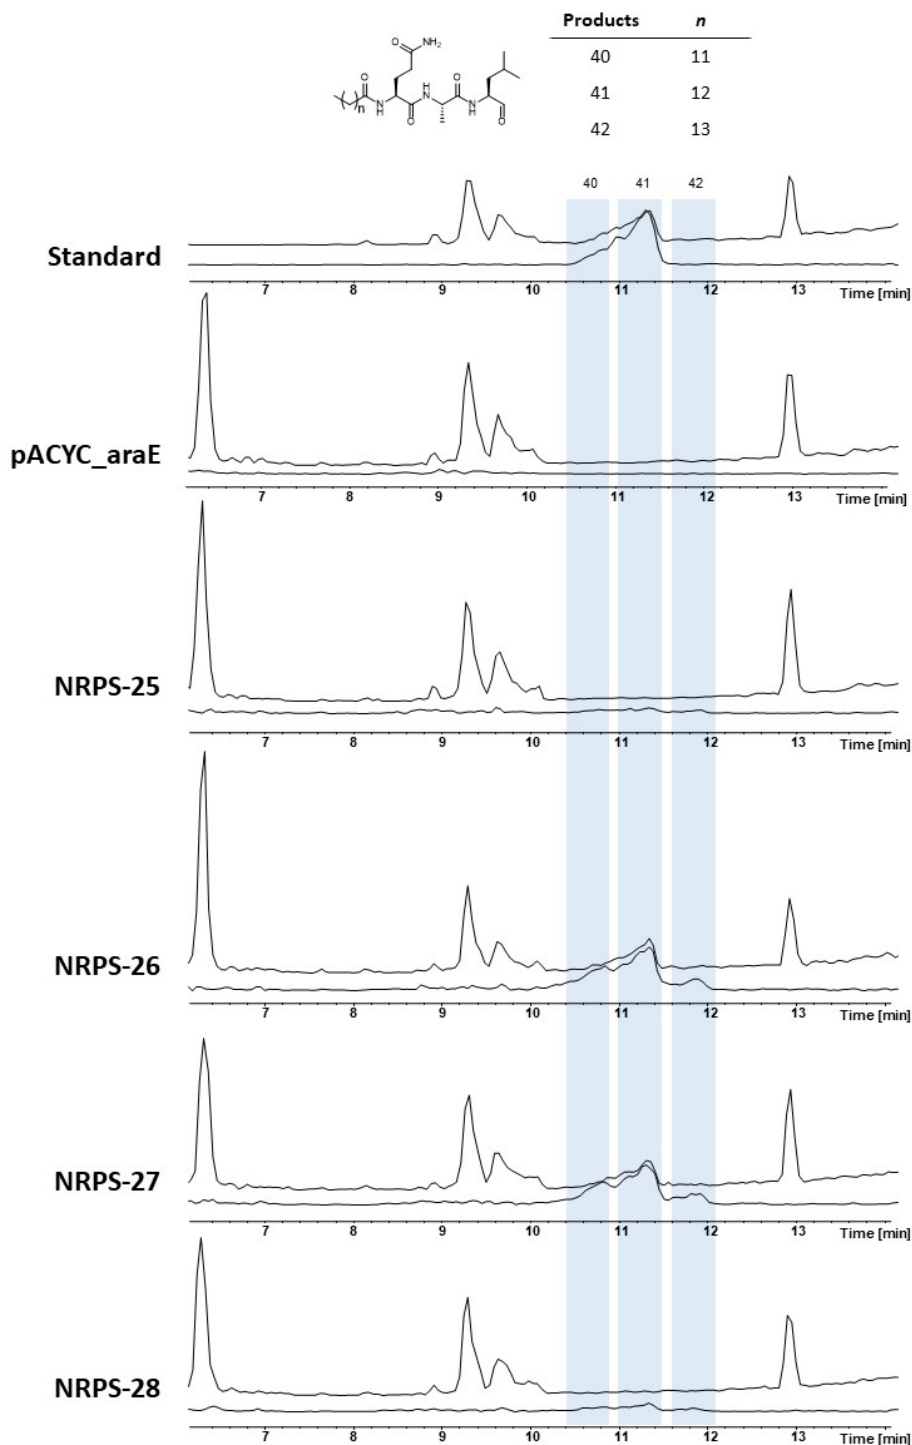 Products n
40 11
41 12
42 13
O NH₂
O
N
H
O
H
N
O
N
H
O
n
40 41 42
Standard
7 8 9 10 11 12 13 Time [min]
pACYC_araE
7 8 9 10 11 12 13 Time [min]
NRPS-25
7 8 9 10 11 12 13 Time [min]
NRPS-26
7 8 9 10 11 12 13 Time [min]
NRPS-27
7 8 9 10 11 12 13 Time [min]
NRPS-28
7 8 9 10 11 12 13 Time [min]